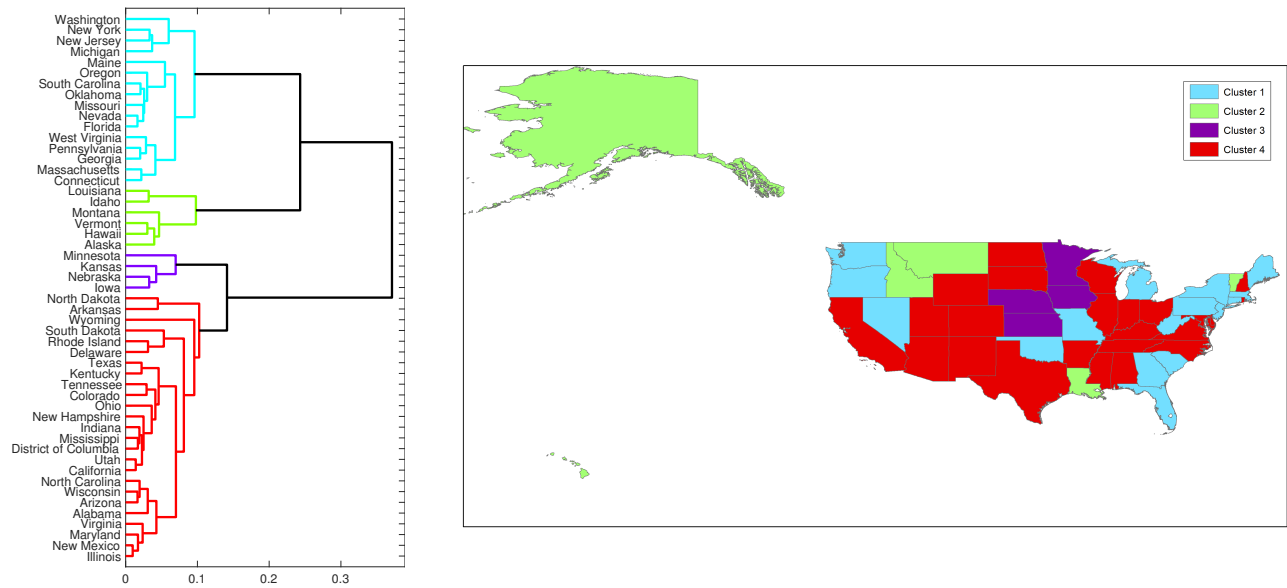 Washington
New York
New Jersey
Michigan
Maine
Oregon
South Carolina
Oklahoma
Missouri
Nevada
Florida
West Virginia
Pennsylvania
Georgia
Massachusetts
Connecticut
Louisiana
Idaho
Montana
Vermont
Hawaii
Alaska
Minnesota
Kansas
Nebraska
Iowa
North Dakota
Arkansas
Wyoming
South Dakota
Rhode Island
Delaware
Texas
Kentucky
Tennessee
Colorado
Ohio
New Hampshire
Indiana
Mississippi
District of Columbia
Utah
California
North Carolina
Wisconsin
Arizona
Alabama
Virginia
Maryland
New Mexico
Illinois
0 0.1 0.2 0.3
Cluster 1
Cluster 2
Cluster 3
Cluster 4